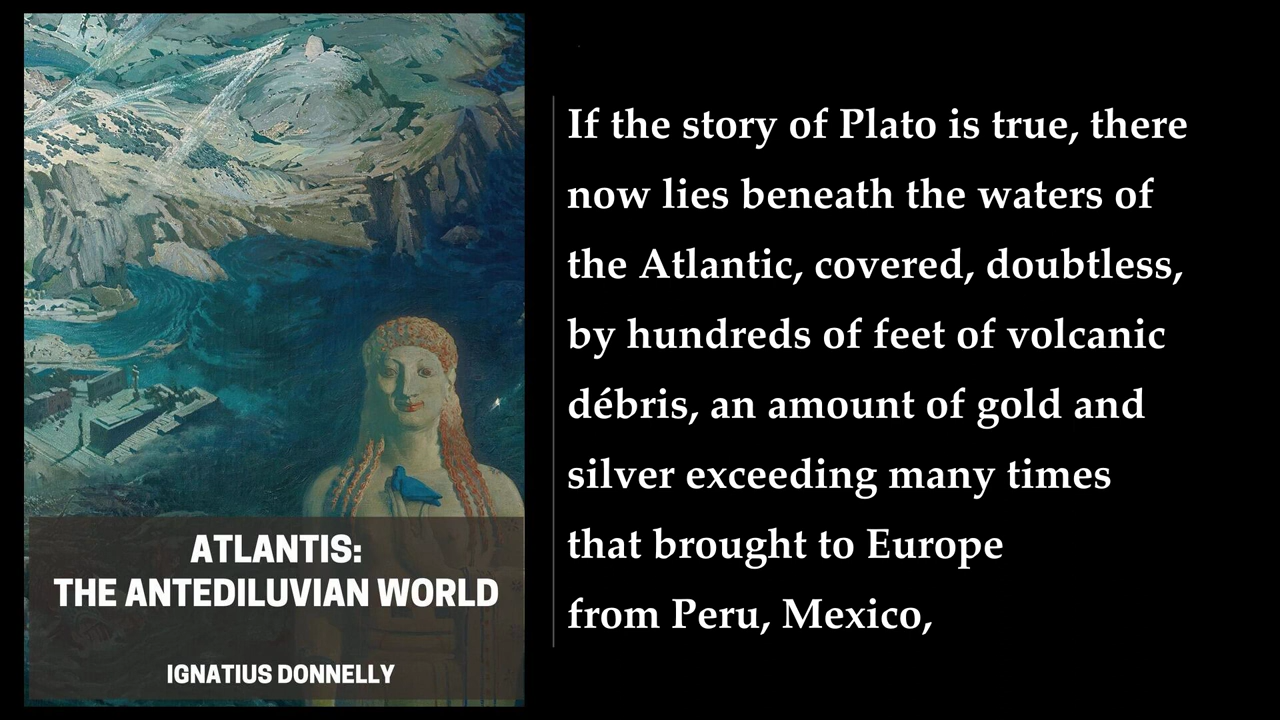 ATLANTIS:
THE ANTEDILUVIAN WORLD
IGNATIUS DONNELLY
If the story of Plato is true, there
now lies beneath the waters of
the Atlantic, covered, doubtless,
by hundreds of feet of volcanic
débris, an amount of gold and
silver exceeding many times
that brought to Europe
from Peru, Mexico,